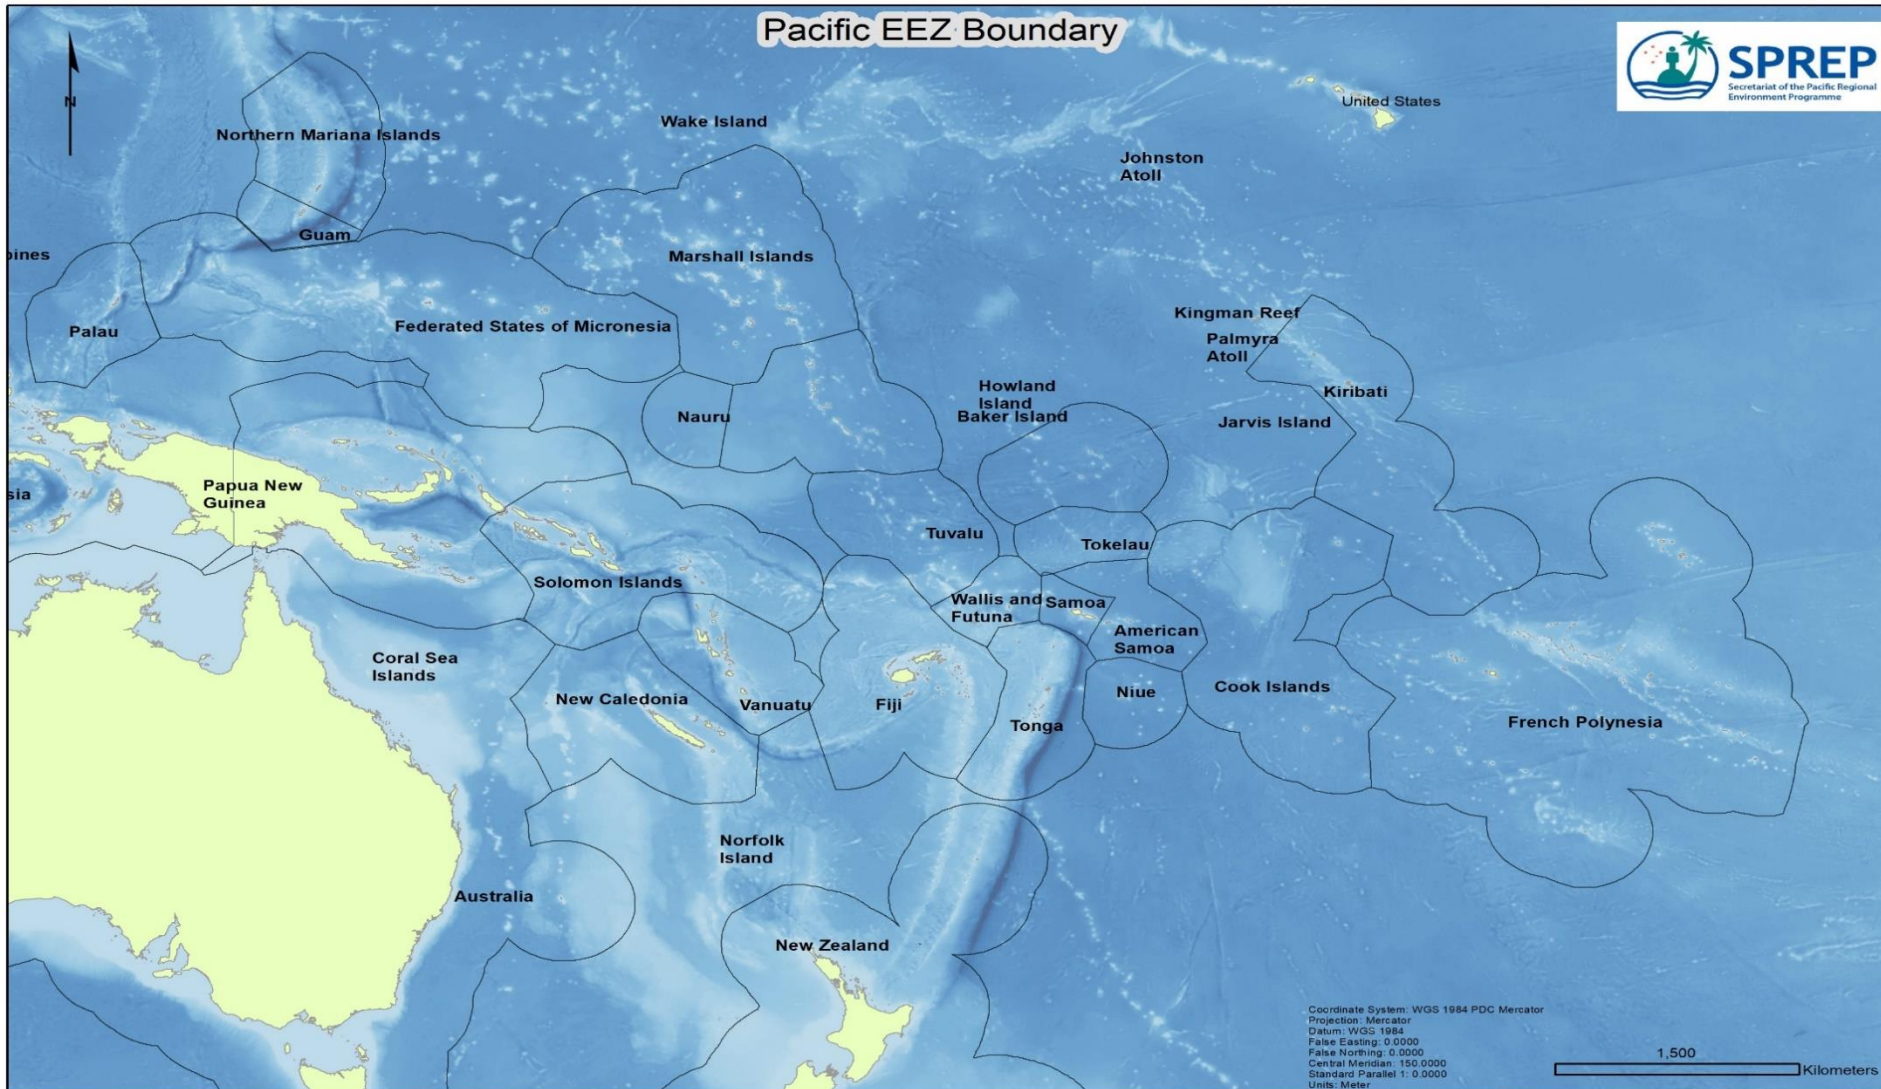 Pacific EEZ Boundary
SPREP
Secretariat of the Pacific Regional
Environment Programme
N
United States
Northern Mariana Islands
Wake Island
Johnston
Atoll
Guam
pines
Marshall Islands
Palau
Federated States of Micronesia
Kingman Reef
Palmyra
Atoll
Howland
Island
Baker Island
Kiribati
Nauru
Jarvis Island
sia
Papua New
Guinea
Tuvalu
Tokelau
Solomon Islands
Wallis and
Futuna
Samoa
American
Samoa
Coral Sea
Islands
New Caledonia
Vanuatu
Fiji
Tonga
Niue
Cook Islands
French Polynesia
Norfolk
Island
Australia
New Zealand
Coordinate System: WGS 1984 PDC Mercator
Projection: Mercator
Datum: WGS 1984
False Easting: 0.0000
False Northing: 0.0000
Central Meridian: 150.0000
Standard Parallel 1: 0.0000
Units: Meter
1,500
Kilometers